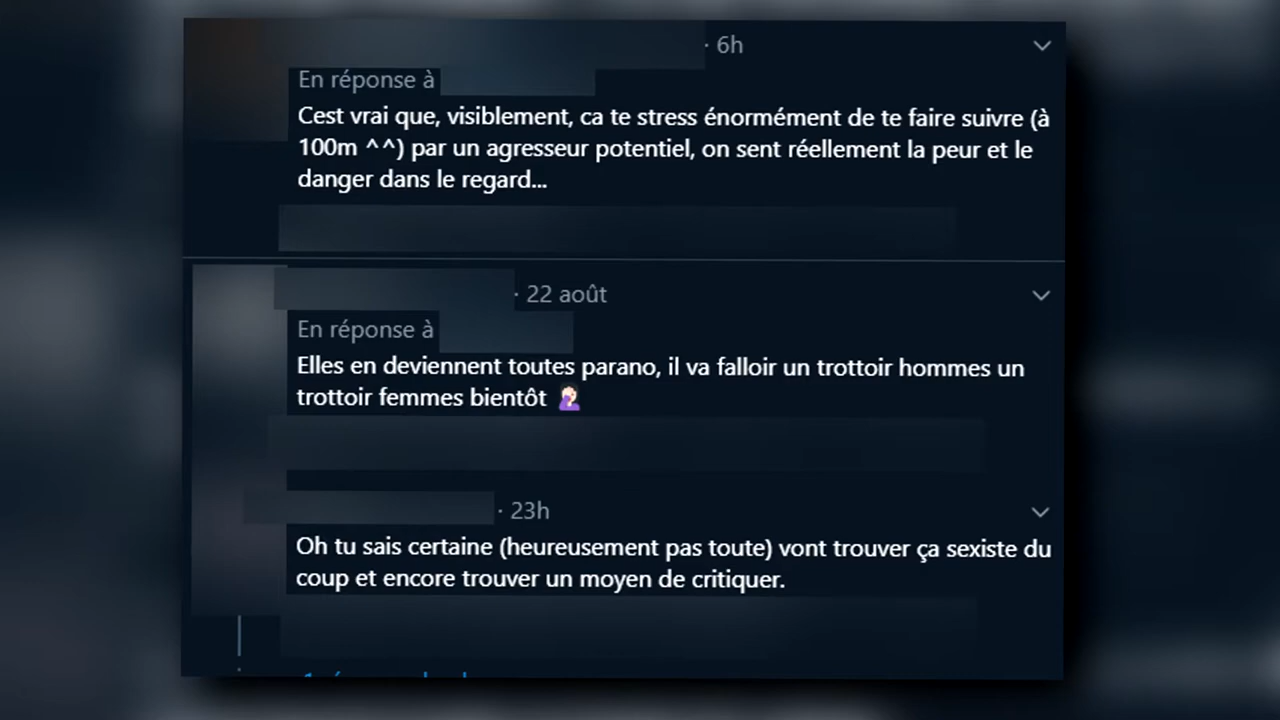 · 6h
En réponse à
Cest vrai que, visiblement, ca te stress énormément de te faire suivre (à
100m ^^) par un agresseur potentiel, on sent réellement la peur et le
danger dans le regard...
· 22 août
En réponse à
Elles en deviennent toutes parano, il va falloir un trottoir hommes un
trottoir femmes bientôt 🤦🏻‍♀️
· 23h
Oh tu sais certaine (heureusement pas toute) vont trouver ça sexiste du
coup et encore trouver un moyen de critiquer.